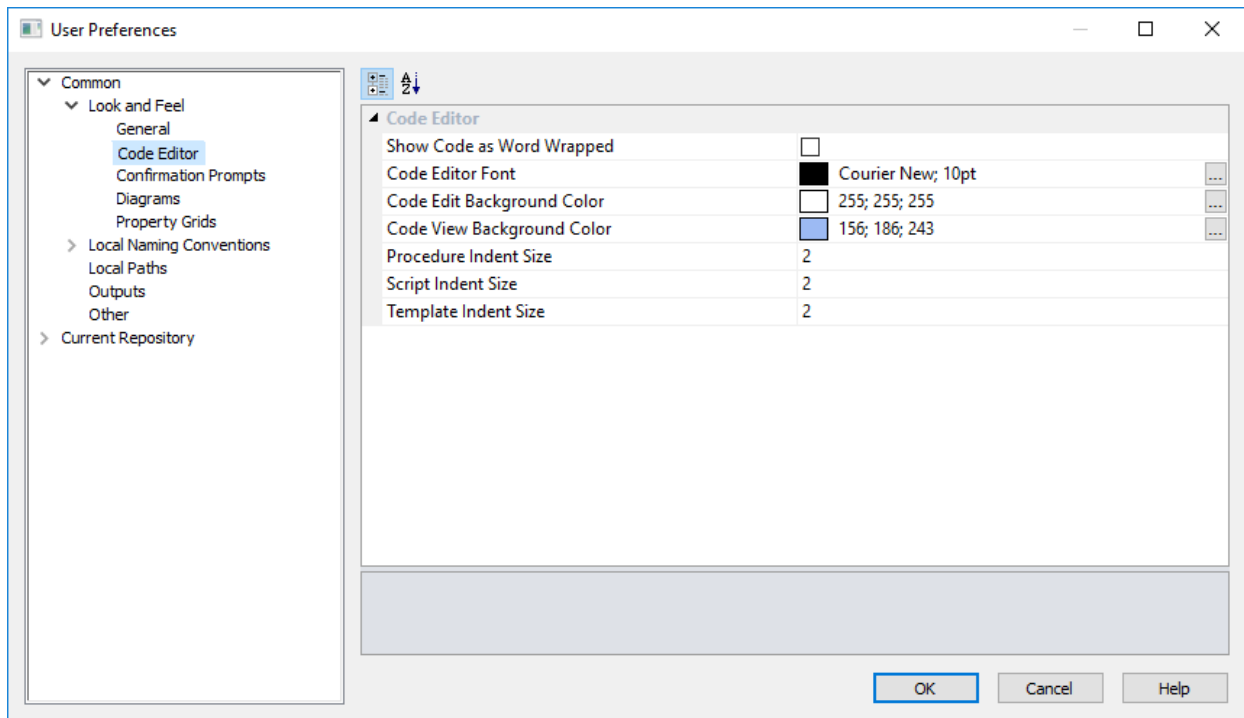 User Preferences
Common
Look and Feel
General
Code Editor
Confirmation Prompts
Diagrams
Property Grids
Local Naming Conventions
Local Paths
Outputs
Other
Current Repository
A
Z
Code Editor
Show Code as Word Wrapped
Code Editor Font Courier New; 10pt ...
Code Edit Background Color 255; 255; 255 ...
Code View Background Color 156; 186; 243 ...
Procedure Indent Size 2
Script Indent Size 2
Template Indent Size 2
OK Cancel Help